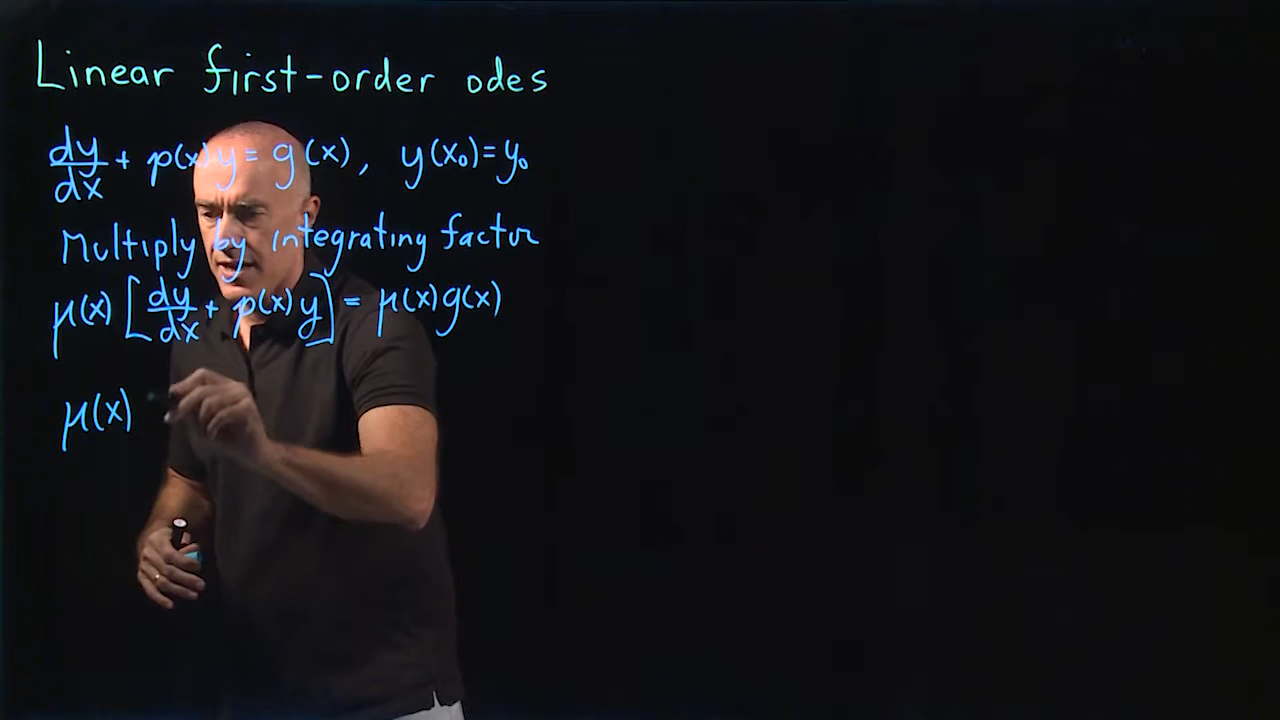 Linear first-order odes
dy/dx + p(x)y = g(x), y(x₀)=y₀
Multiply by integrating factor
μ(x) [dy/dx + p(x)y] = μ(x)g(x)
μ(x)